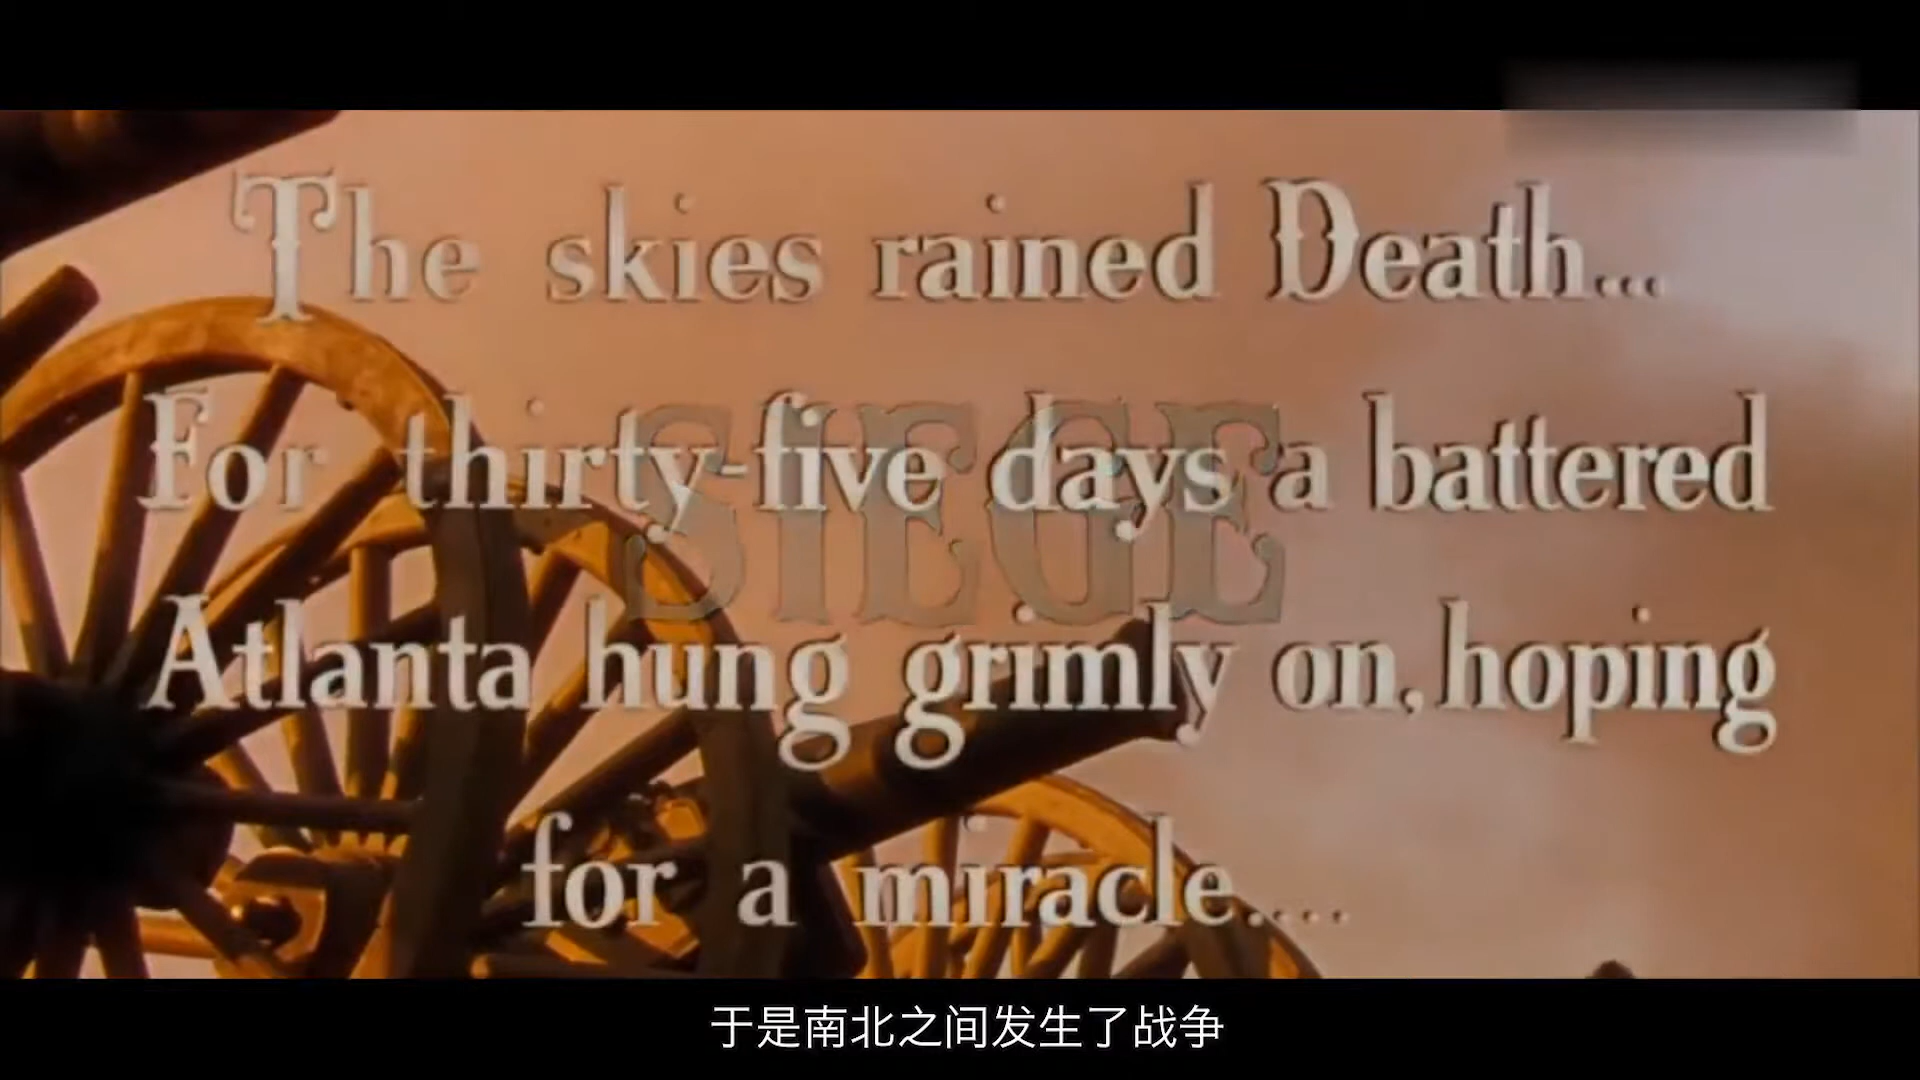 The skies rained Death...
SIEGE
For thirty-five days a battered
Atlanta hung grimly on, hoping
for a miracle....
于是南北之间发生了战争